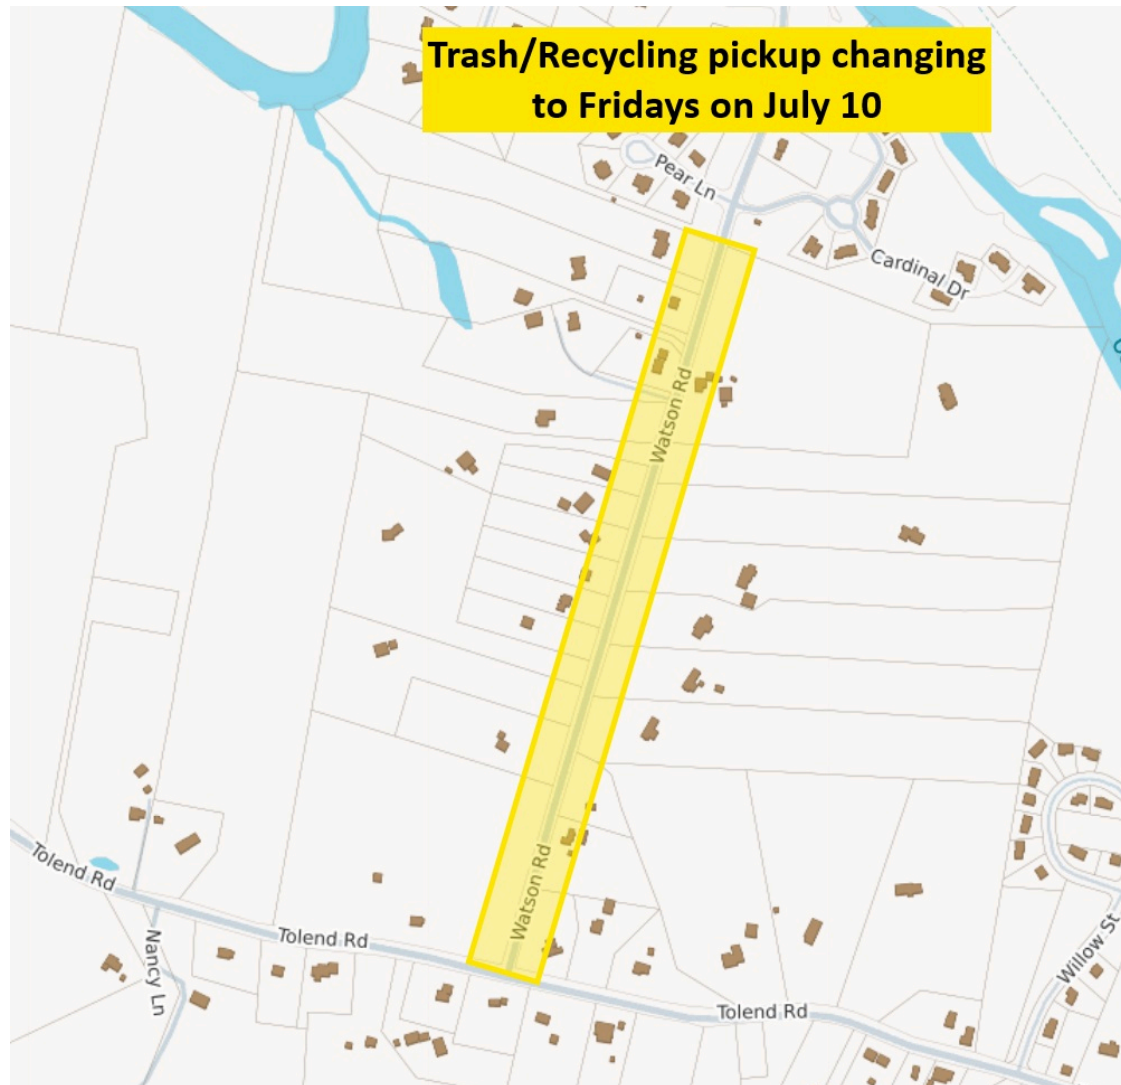 Trash/Recycling pickup changing
to Fridays on July 10
Pear Ln
Cardinal Dr
Watson Rd
Watson Rd
Tolend Rd
Tolend Rd
Nancy Ln
Tolend Rd
Willow St